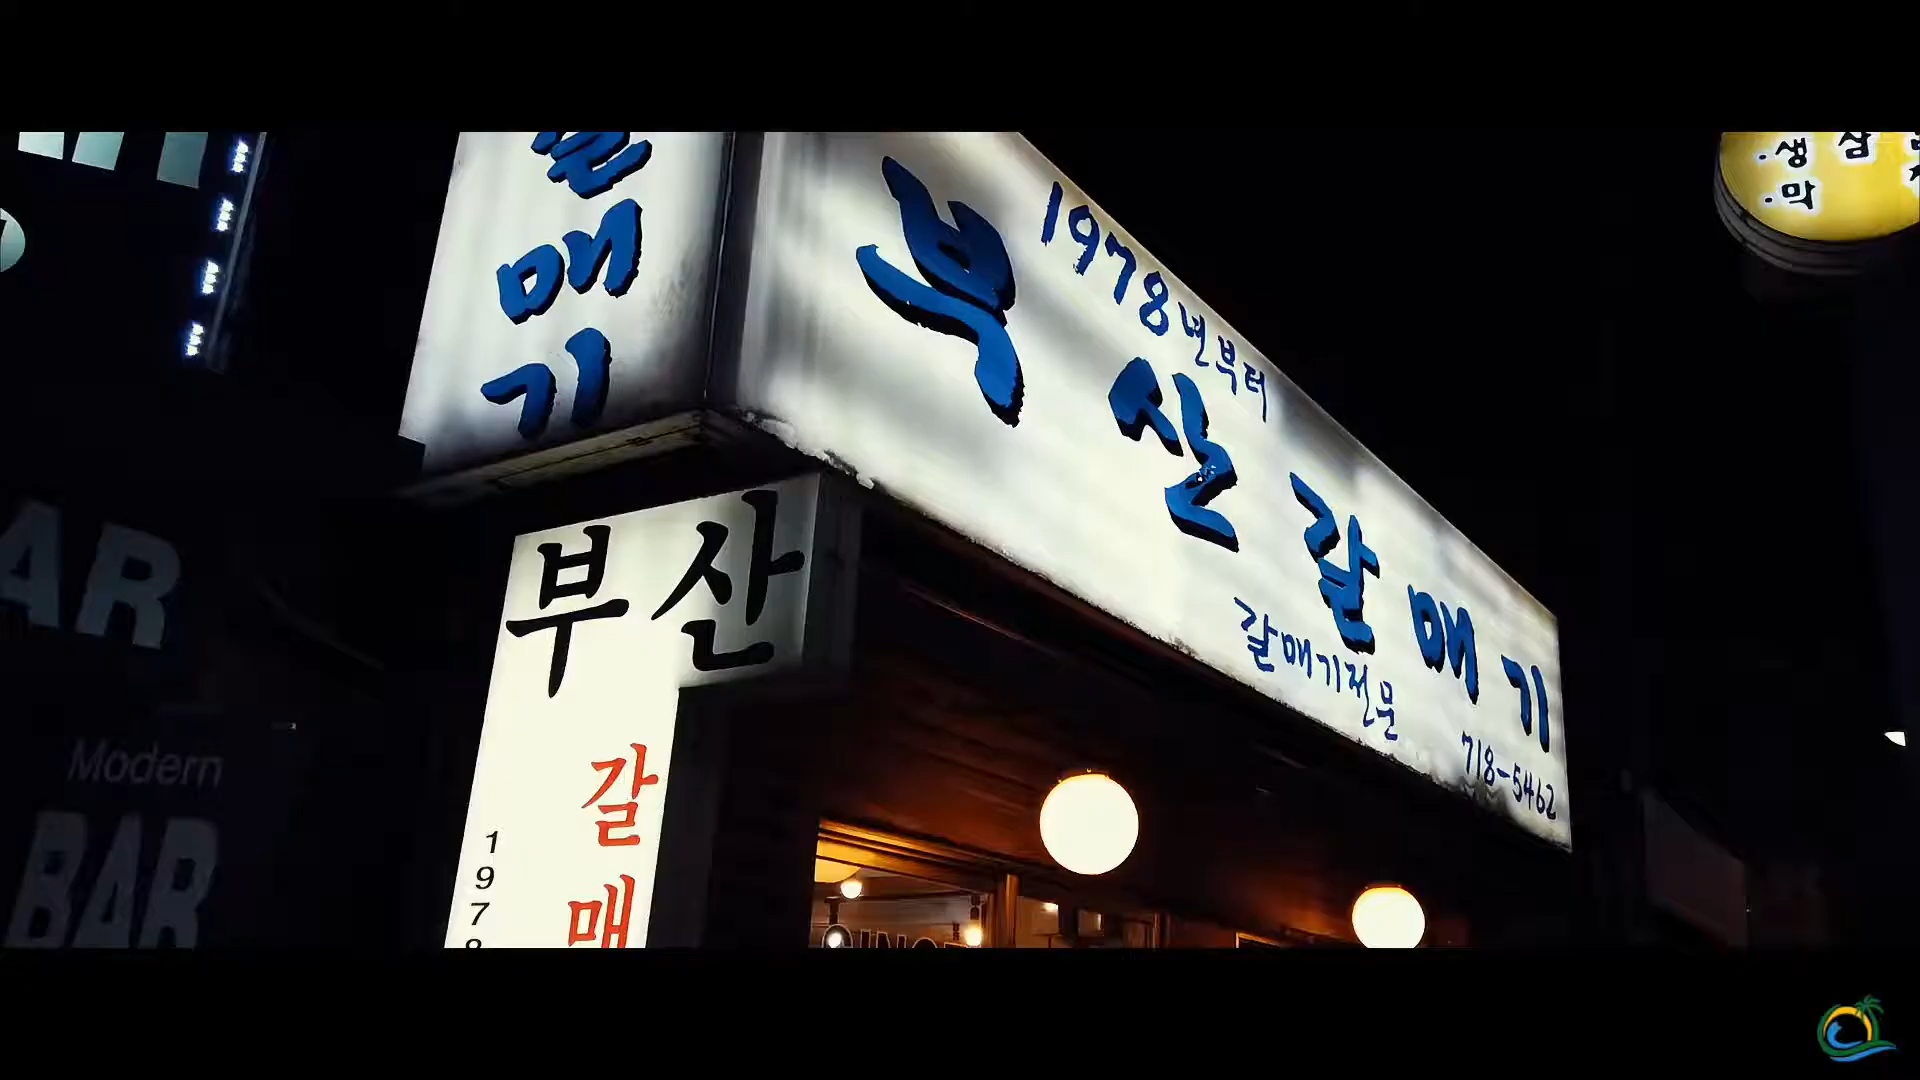 매
기
1978년부터
부산갈매기
갈매기전문
718-5462
부산
갈
매
197
생
막
삼
AR
Modern
BAR